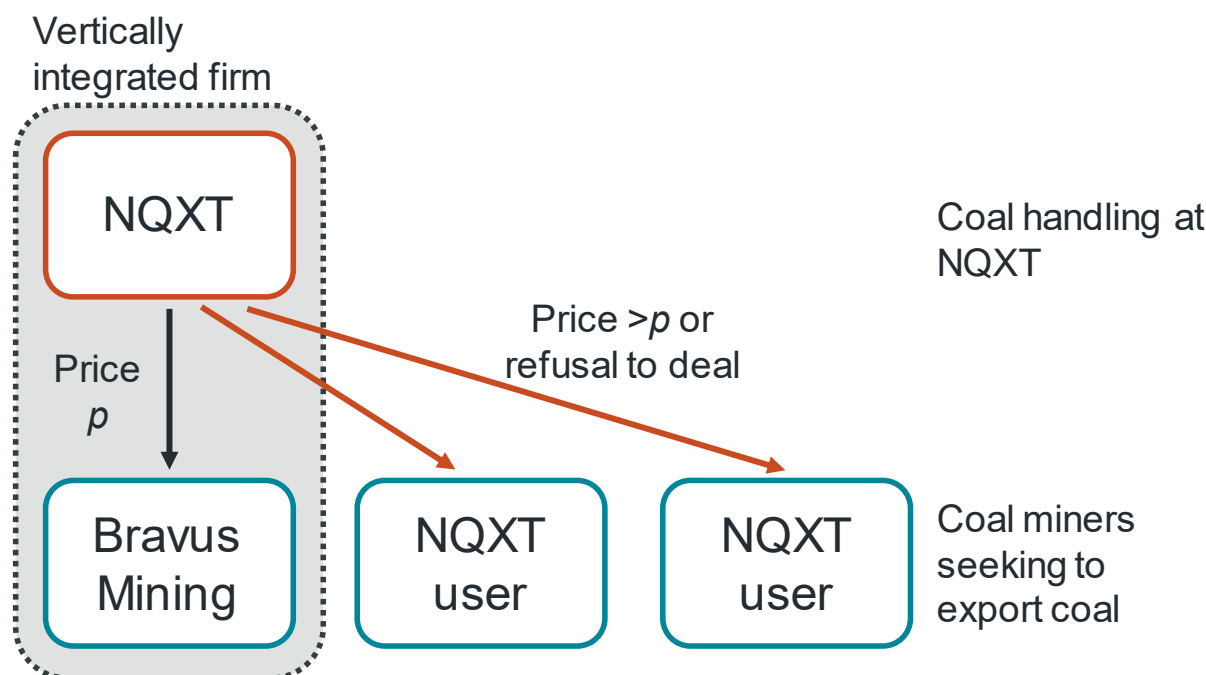 Vertically
integrated firm
NQXT
Coal handling at
NQXT
Price >p or
refusal to deal
Price
p
Bravus
Mining
NQXT
user
NQXT
user
Coal miners
seeking to
export coal